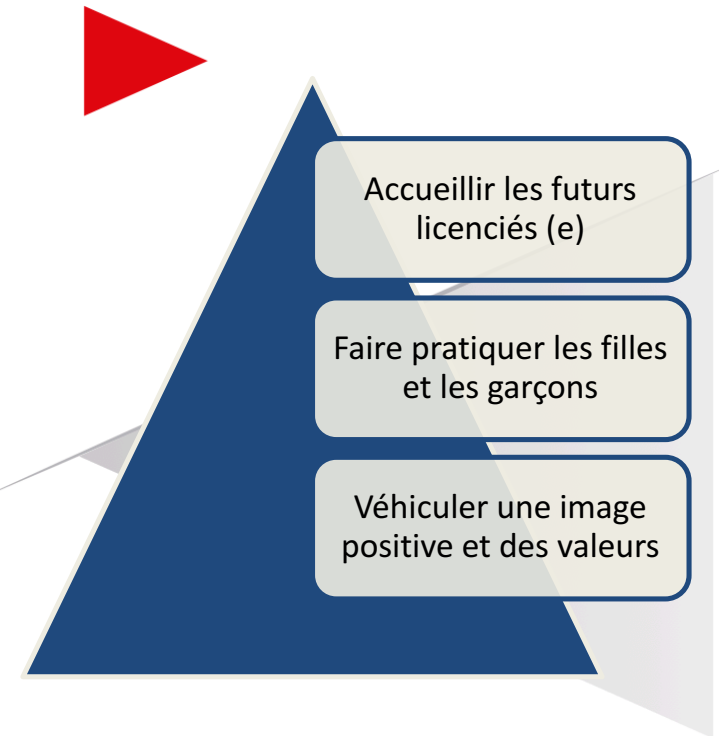 Accueillir les futurs
licenciés (e)
Faire pratiquer les filles
et les garçons
Véhiculer une image
positive et des valeurs